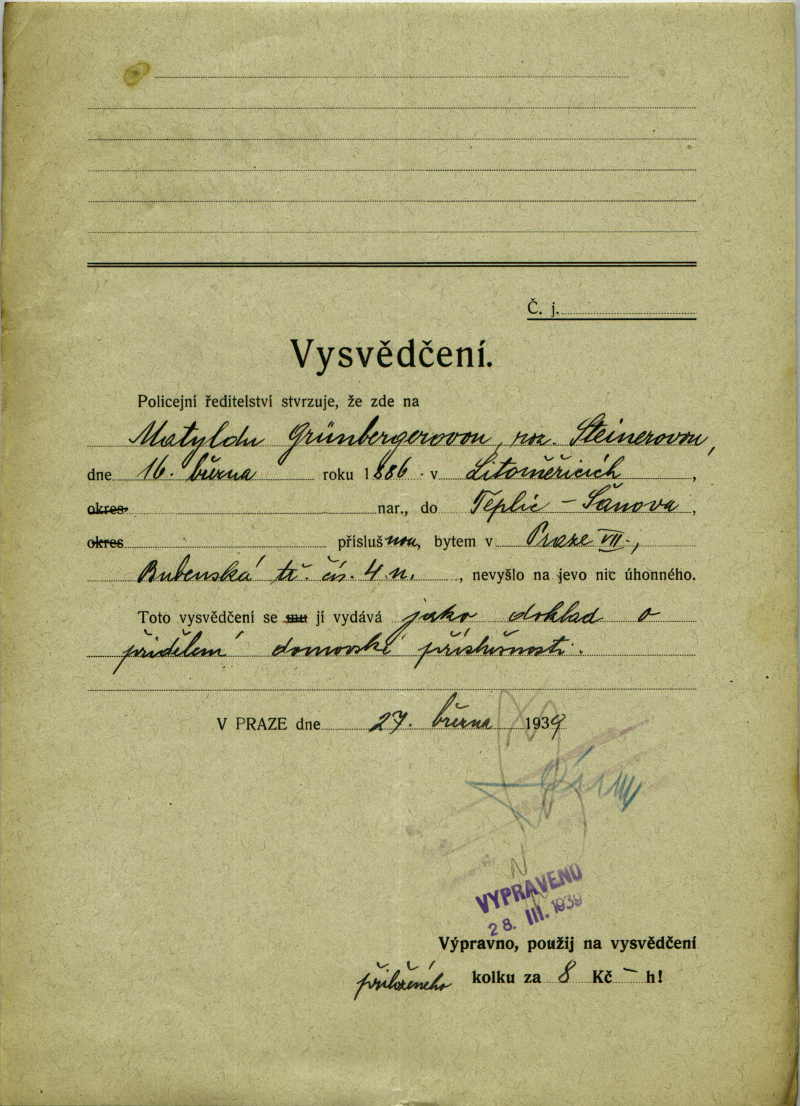 Č. j.
Vysvědčení.
Policejní ředitelství stvrzuje, že zde na
Matyldu Grünbergerovou, roz. Steinerovou,
dne 16. března roku 1886 v Litoměřicích,
okres nar., do Teplic – Šanova,
okres příslušnou, bytem v Praze VII.,
Bubenská tř. čís. 4 n., nevyšlo na jevo nic úhonného.
Toto vysvědčení se mu jí vydává jako doklad o
přidělení domovské příslušnosti.
V PRAZE dne 27. března 1939
VYPRAVENO
28. III. 1939
Výpravno, použij na vysvědčení
přiloženého kolku za 8 Kč – h!